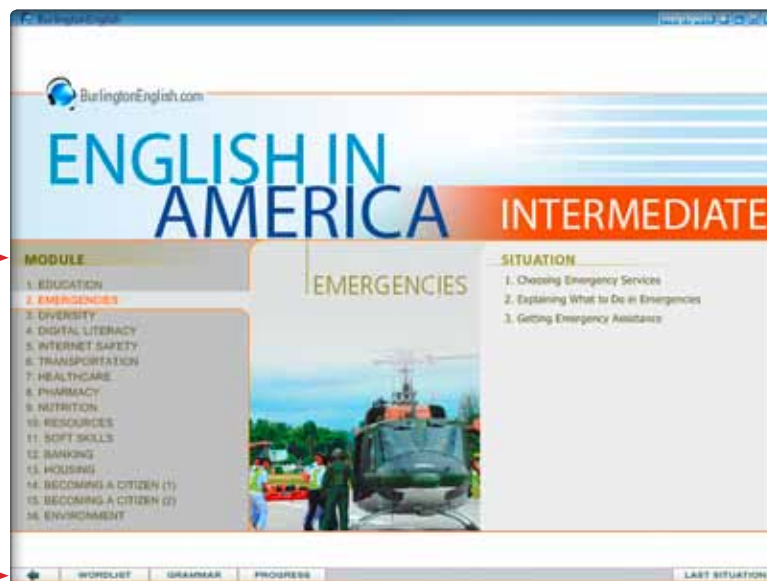 BurlingtonEnglish
BurlingtonEnglish.com
ENGLISH IN
AMERICA
INTERMEDIATE
MODULE
1. EDUCATION
2. EMERGENCIES
3. DIVERSITY
4. DIGITAL LITERACY
5. INTERNET SAFETY
6. TRANSPORTATION
7. HEALTHCARE
8. PHARMACY
9. NUTRITION
10. RESOURCES
11. SOFT SKILLS
12. BANKING
13. HOUSING
14. BECOMING A CITIZEN (1)
15. BECOMING A CITIZEN (2)
16. ENVIRONMENT
EMERGENCIES
SITUATION
1. Choosing Emergency Services
2. Explaining What to Do in Emergencies
3. Getting Emergency Assistance
WORDLIST
GRAMMAR
PROGRESS
LAST SITUATION